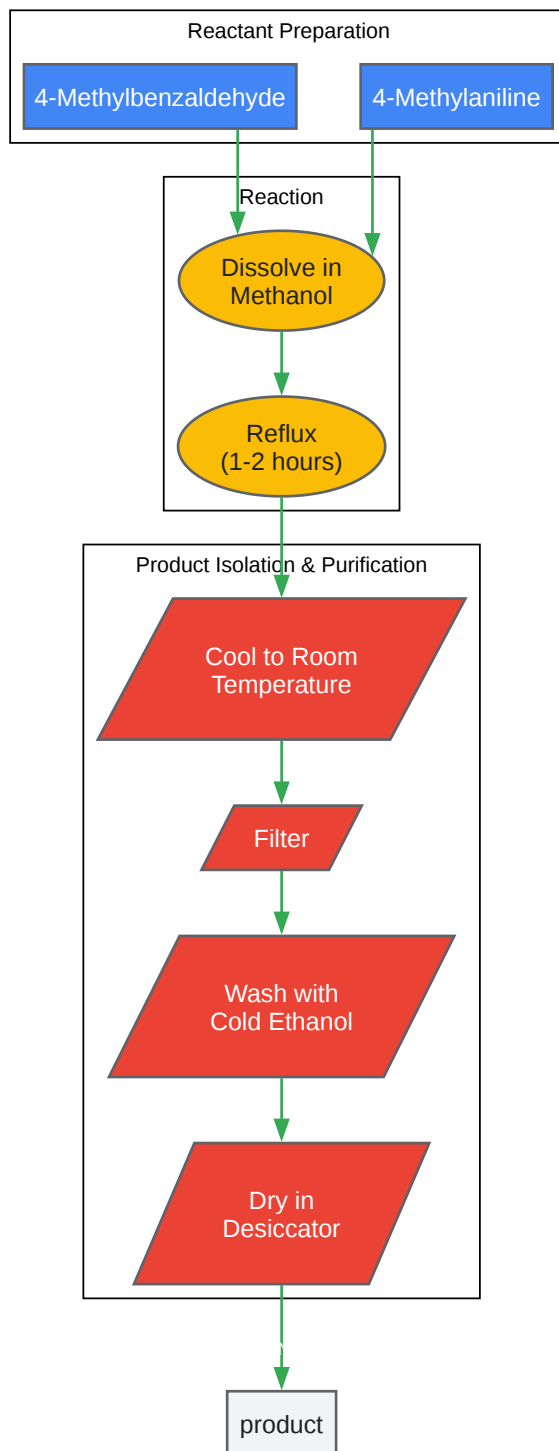 Reactant Preparation
4-Methylbenzaldehyde
4-Methylaniline
Reaction
Dissolve in
Methanol
Reflux
(1-2 hours)
Product Isolation & Purification
Cool to Room
Temperature
Filter
Wash with
Cold Ethanol
Dry in
Desiccator
product